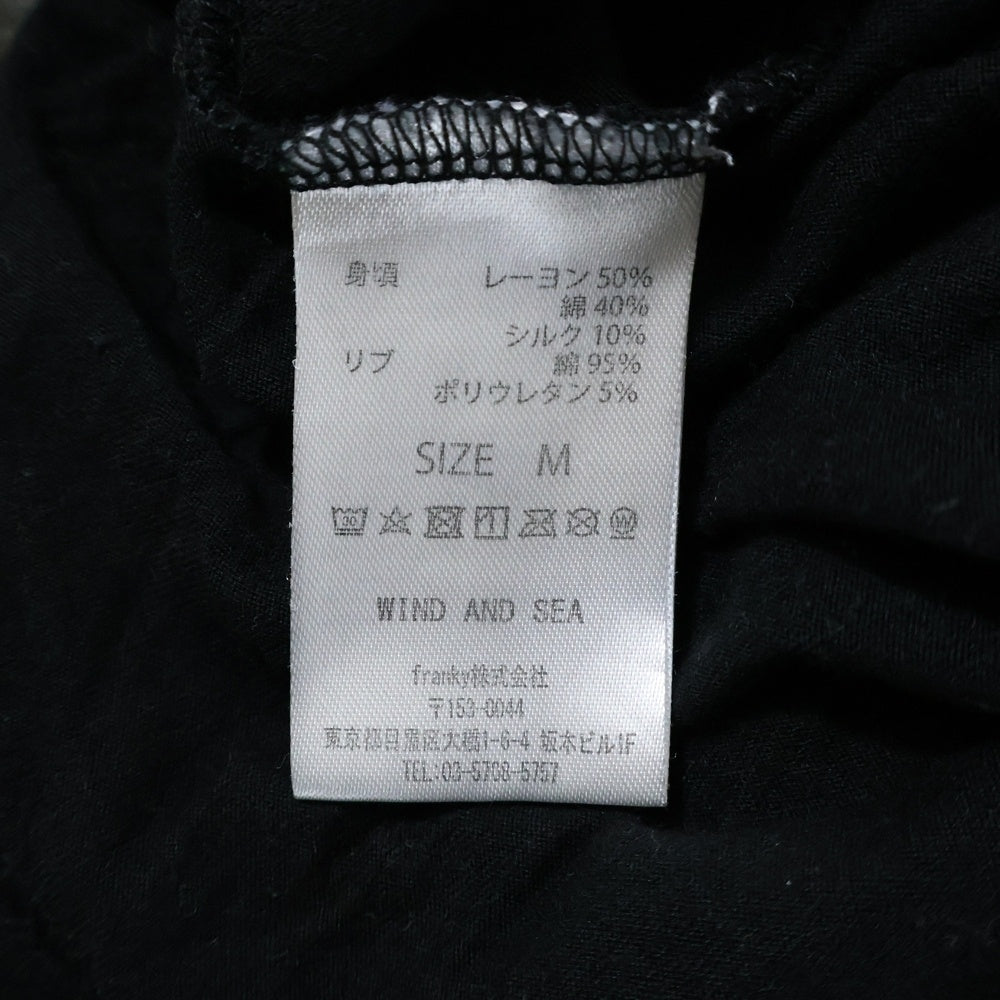 身頃 レーヨン 50%
綿 40%
シルク 10%
リブ 綿 95%
ポリウレタン 5%
SIZE M
30 W
WIND AND SEA
franky株式会社
〒153-0044
東京都目黒区大橋1-6-4 坂本ビル1F
TEL:03-5708-5757